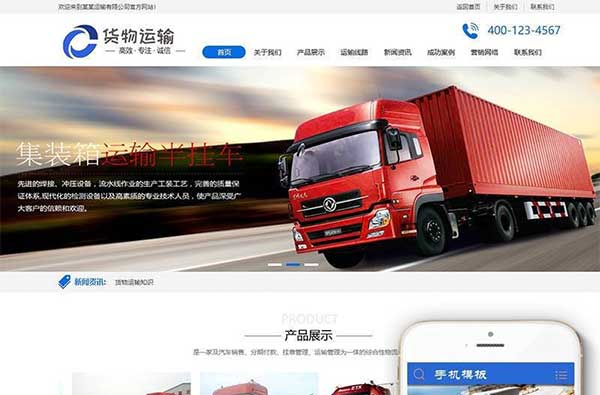 欢迎来到某某运输有限公司官方网站!
返回首页 关于我们 联系我们
货物运输
高效·专注·诚信
400-123-4567
首页 关于我们 产品展示 运输线路 新闻资讯 成功案例 营销网络 联系我们
集装箱运输半挂车
先进的焊接、冲压设备,流水线作业的生产工装工艺,完善的质量保
证体系,现代化的检测设备以及高素质的专业技术人员,使产品深受广
大客户的信赖和欢迎。
新闻资讯: 货物运输知识
PRODUCT
产品展示
是一家及汽车销售、分期付款、挂靠管理、运输管理为一体的综合性物流
手机模板